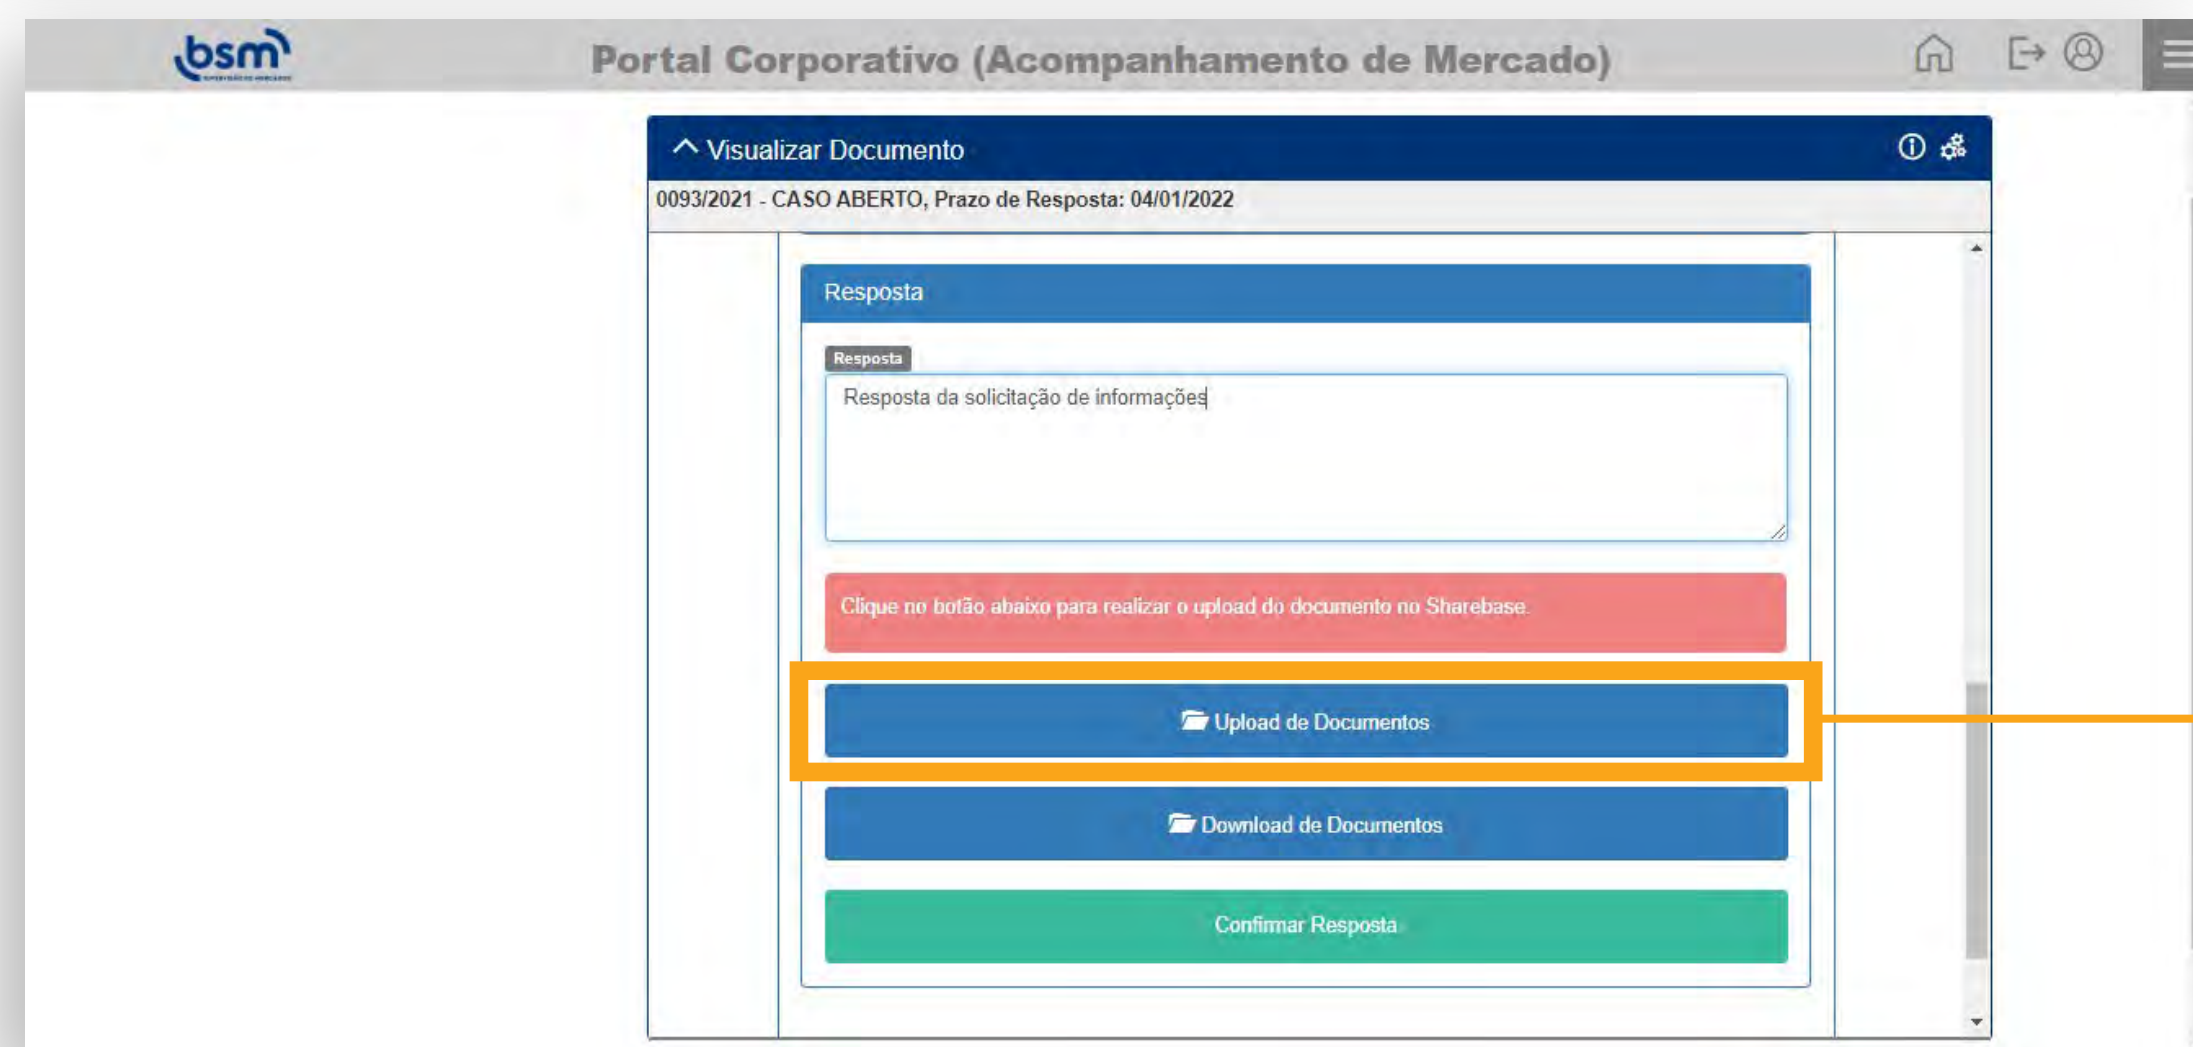 bsm
Portal Corporativo (Acompanhamento de Mercado)
Visualizar Documento
0093/2021 - CASO ABERTO, Prazo de Resposta: 04/01/2022
Resposta
Resposta
Resposta da solicitação de informações
Clique no botão abaixo para realizar o upload do documento no Sharebase.
Upload de Documentos
Download de Documentos
Confirmar Resposta